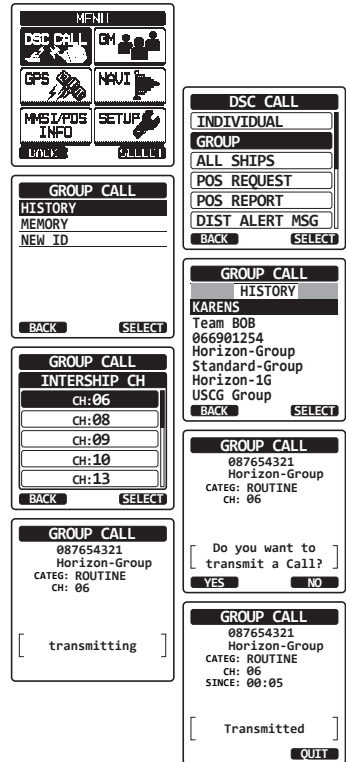 MENU
DSC CALL
GM
GPS
NAVI
MMSI/POS
INFO
SETUP
BACK
SELECT
DSC CALL
INDIVIDUAL
GROUP
ALL SHIPS
POS REQUEST
POS REPORT
DIST ALERT MSG
BACK
SELECT
GROUP CALL
HISTORY
MEMORY
NEW ID
BACK
SELECT
GROUP CALL
HISTORY
KARENS
Team BOB
066901254
Horizon-Group
Standard-Group
Horizon-1G
USCG Group
BACK
SELECT
GROUP CALL
INTERSHIP CH
CH:06
CH:08
CH:09
CH:10
CH:13
BACK
SELECT
GROUP CALL
087654321
Horizon-Group
CATEG: ROUTINE
CH: 06
[ Do you want to
transmit a Call? ]
YES
NO
GROUP CALL
087654321
Horizon-Group
CATEG: ROUTINE
CH: 06
[ transmitting ]
GROUP CALL
087654321
Horizon-Group
CATEG: ROUTINE
CH: 06
SINCE: 00:05
[ Transmitted ]
QUIT